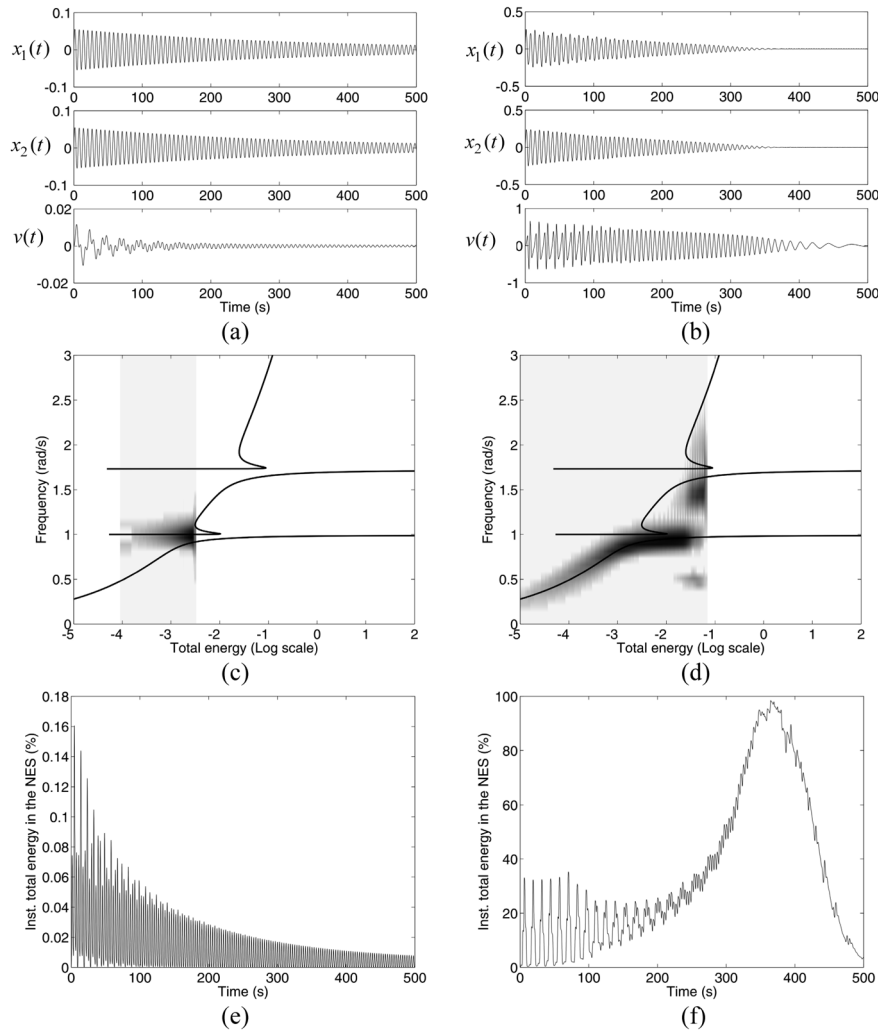 0.1
x₁(t)
0
-0.1
0 100 200 300 400 500
0.1
x₂(t)
0
-0.1
0 100 200 300 400 500
0.02
v(t)
0
-0.02
0 100 200 300 400 500
Time (s)
(a)
0.5
x₁(t)
0
-0.5
0 100 200 300 400 500
0.5
x₂(t)
0
-0.5
0 100 200 300 400 500
1
v(t)
0
-1
0 100 200 300 400 500
Time (s)
(b)
3
2.5
2
1.5
1
0.5
0
Frequency (rad/s)
-5 -4 -3 -2 -1 0 1 2
Total energy (Log scale)
(c)
3
2.5
2
1.5
1
0.5
0
Frequency (rad/s)
-5 -4 -3 -2 -1 0 1 2
Total energy (Log scale)
(d)
0.18
0.16
0.14
0.12
0.1
0.08
0.06
0.04
0.02
0
Inst. total energy in the NES (%)
0 100 200 300 400 500
Time (s)
(e)
100
80
60
40
20
0
Inst. total energy in the NES (%)
0 100 200 300 400 500
Time (s)
(f)